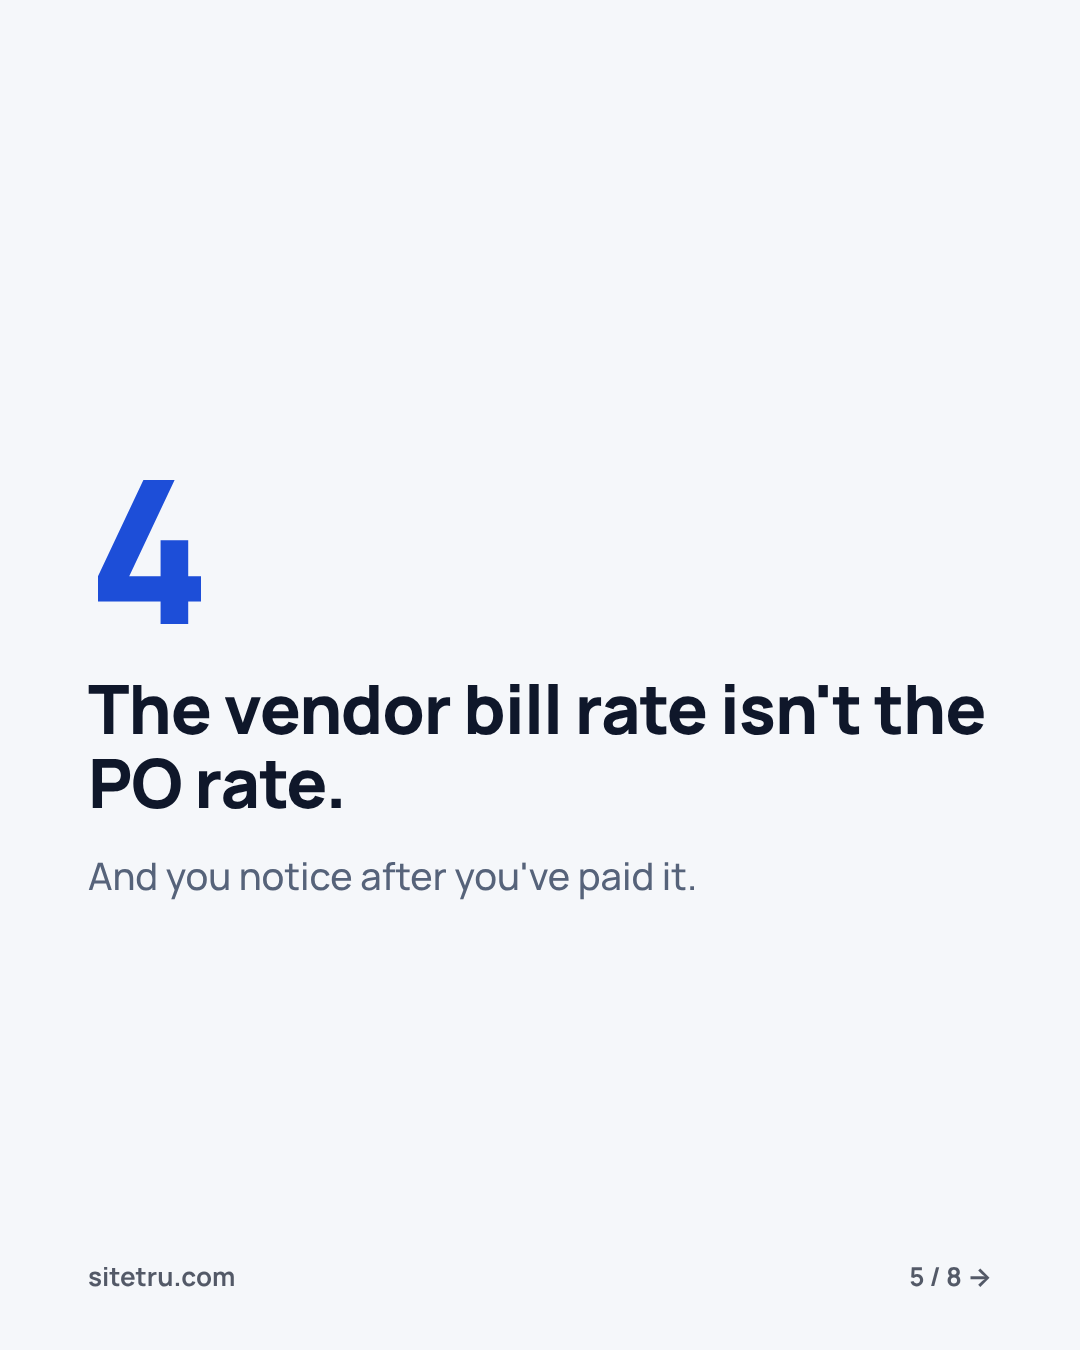 4
The vendor bill rate isn't the
PO rate.
And you notice after you've paid it.
sitetru.com
5 / 8 →